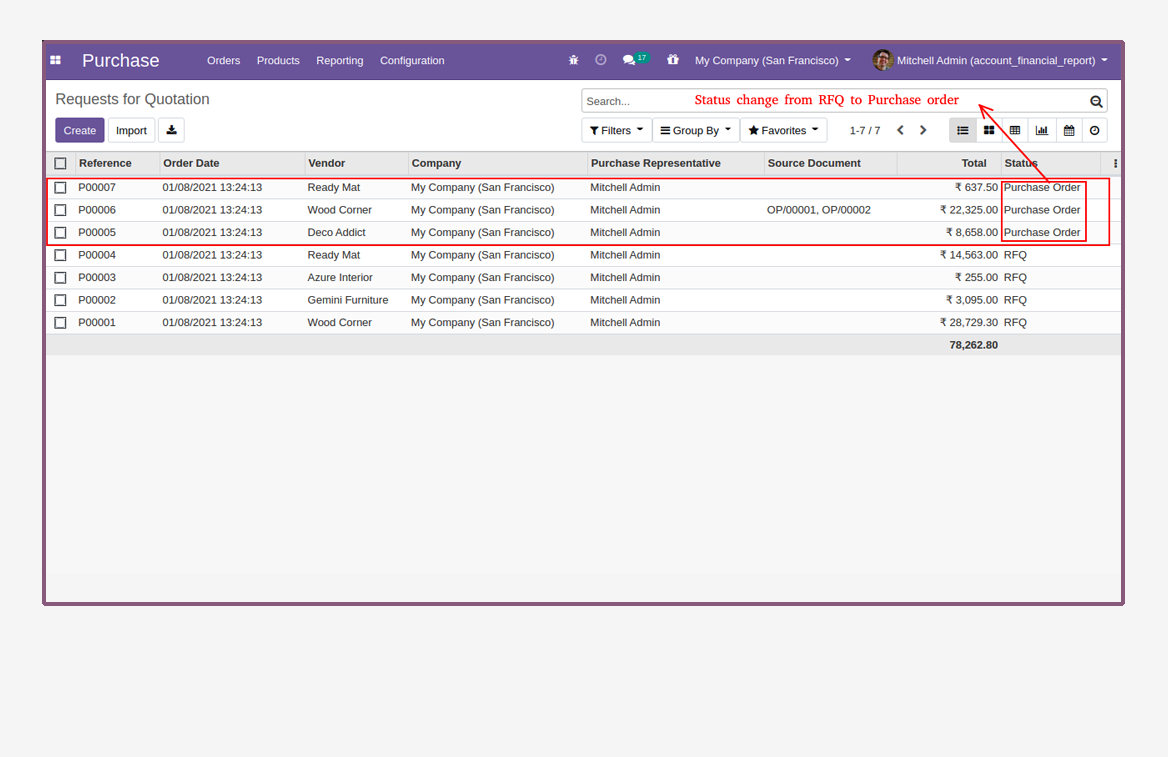 Purchase Orders Products Reporting Configuration 17 My Company (San Francisco) Mitchell Admin (account_financial_report)
Requests for Quotation
Search... Status change from RFQ to Purchase order
Create Import Filters Group By Favorites 1-7 / 7
Reference Order Date Vendor Company Purchase Representative Source Document Total Status
P00007 01/08/2021 13:24:13 Ready Mat My Company (San Francisco) Mitchell Admin ₹ 637.50 Purchase Order
P00006 01/08/2021 13:24:13 Wood Corner My Company (San Francisco) Mitchell Admin OP/00001, OP/00002 ₹ 22,325.00 Purchase Order
P00005 01/08/2021 13:24:13 Deco Addict My Company (San Francisco) Mitchell Admin ₹ 8,658.00 Purchase Order
P00004 01/08/2021 13:24:13 Ready Mat My Company (San Francisco) Mitchell Admin ₹ 14,563.00 RFQ
P00003 01/08/2021 13:24:13 Azure Interior My Company (San Francisco) Mitchell Admin ₹ 255.00 RFQ
P00002 01/08/2021 13:24:13 Gemini Furniture My Company (San Francisco) Mitchell Admin ₹ 3,095.00 RFQ
P00001 01/08/2021 13:24:13 Wood Corner My Company (San Francisco) Mitchell Admin ₹ 28,729.30 RFQ
78,262.80